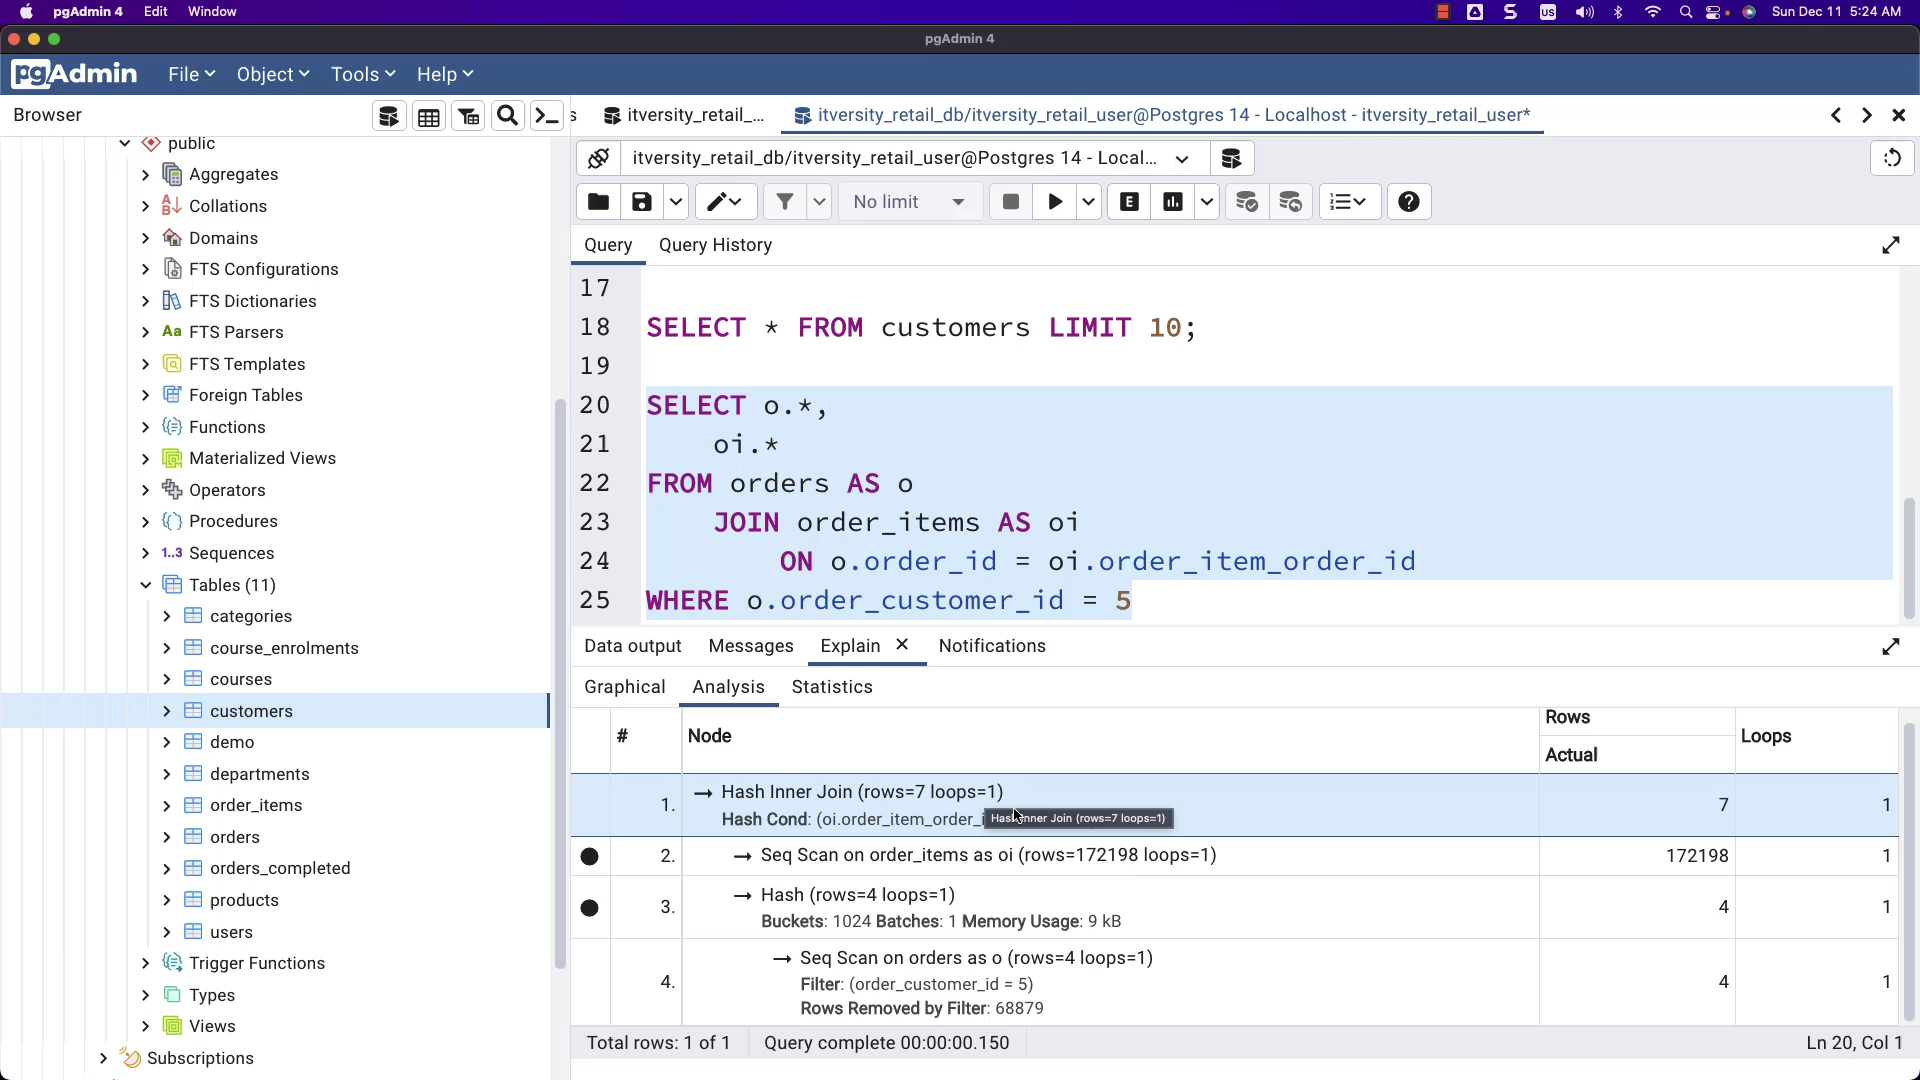 pgAdmin 4 Edit Window US Sun Dec 11 5:24 AM
pgAdmin 4
pgAdmin File Object Tools Help
Browser
itversity_retail_...
itversity_retail_db/itversity_retail_user@Postgres 14 - Localhost - itversity_retail_user*
public
Aggregates
Collations
Domains
FTS Configurations
FTS Dictionaries
Aa FTS Parsers
FTS Templates
Foreign Tables
Functions
Materialized Views
Operators
Procedures
1..3 Sequences
Tables (11)
categories
course_enrolments
courses
customers
demo
departments
order_items
orders
orders_completed
products
users
Trigger Functions
Types
Views
Subscriptions
itversity_retail_db/itversity_retail_user@Postgres 14 - Local...
No limit
E
Query Query History
17
18 SELECT * FROM customers LIMIT 10;
19
20 SELECT o.*,
21 oi.*
22 FROM orders AS o
23 JOIN order_items AS oi
24 ON o.order_id = oi.order_item_order_id
25 WHERE o.order_customer_id = 5
Data output Messages Explain Notifications
Graphical Analysis Statistics
# Node Rows Loops
Actual
1. → Hash Inner Join (rows=7 loops=1) 7 1
Hash Cond: (oi.order_item_order_i
Hash Inner Join (rows=7 loops=1)
2. → Seq Scan on order_items as oi (rows=172198 loops=1) 172198 1
3. → Hash (rows=4 loops=1) 4 1
Buckets: 1024 Batches: 1 Memory Usage: 9 kB
4. → Seq Scan on orders as o (rows=4 loops=1) 4 1
Filter: (order_customer_id = 5)
Rows Removed by Filter: 68879
Total rows: 1 of 1 Query complete 00:00:00.150 Ln 20, Col 1